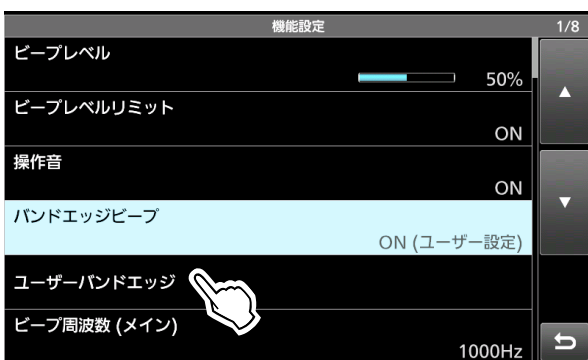 機能設定 1/8
ビープレベル
50%
ビープレベルリミット
ON
操作音
ON
バンドエッジビープ
ON (ユーザー設定)
ユーザーバンドエッジ
ビープ周波数 (メイン)
1000Hz